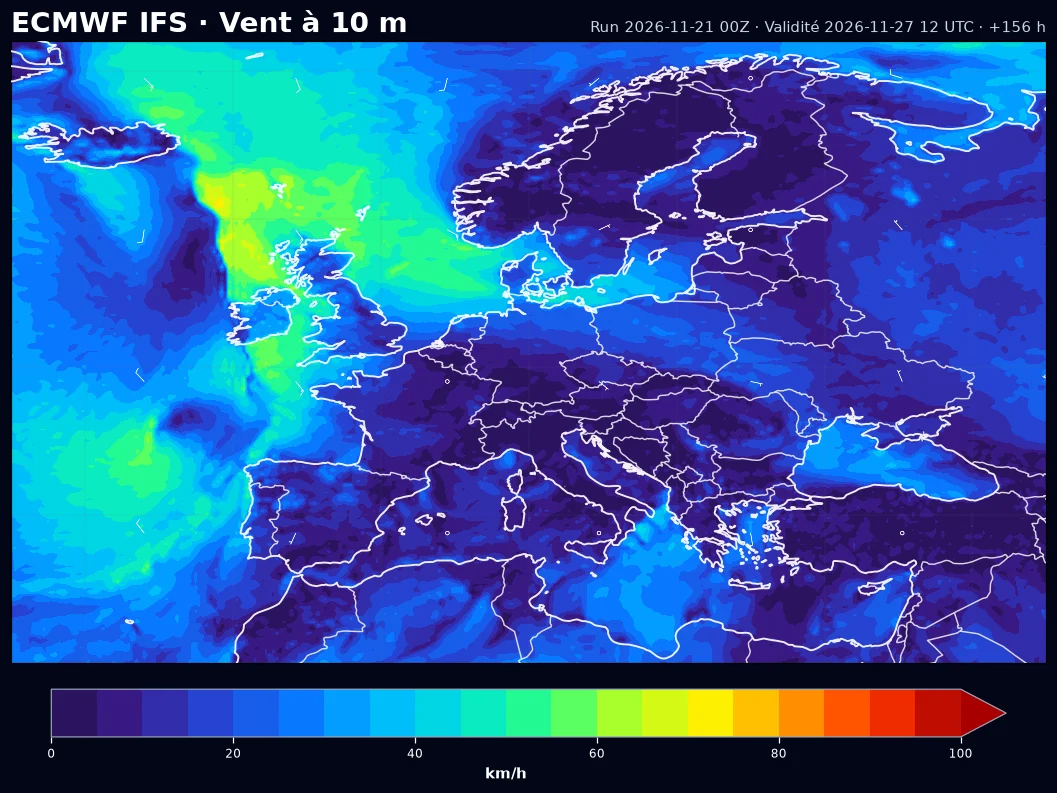 ECMWF IFS · Vent à 10 m
Run 2026-11-21 00Z · Validité 2026-11-27 12 UTC · +156 h
0 20 40 60 80 100
km/h